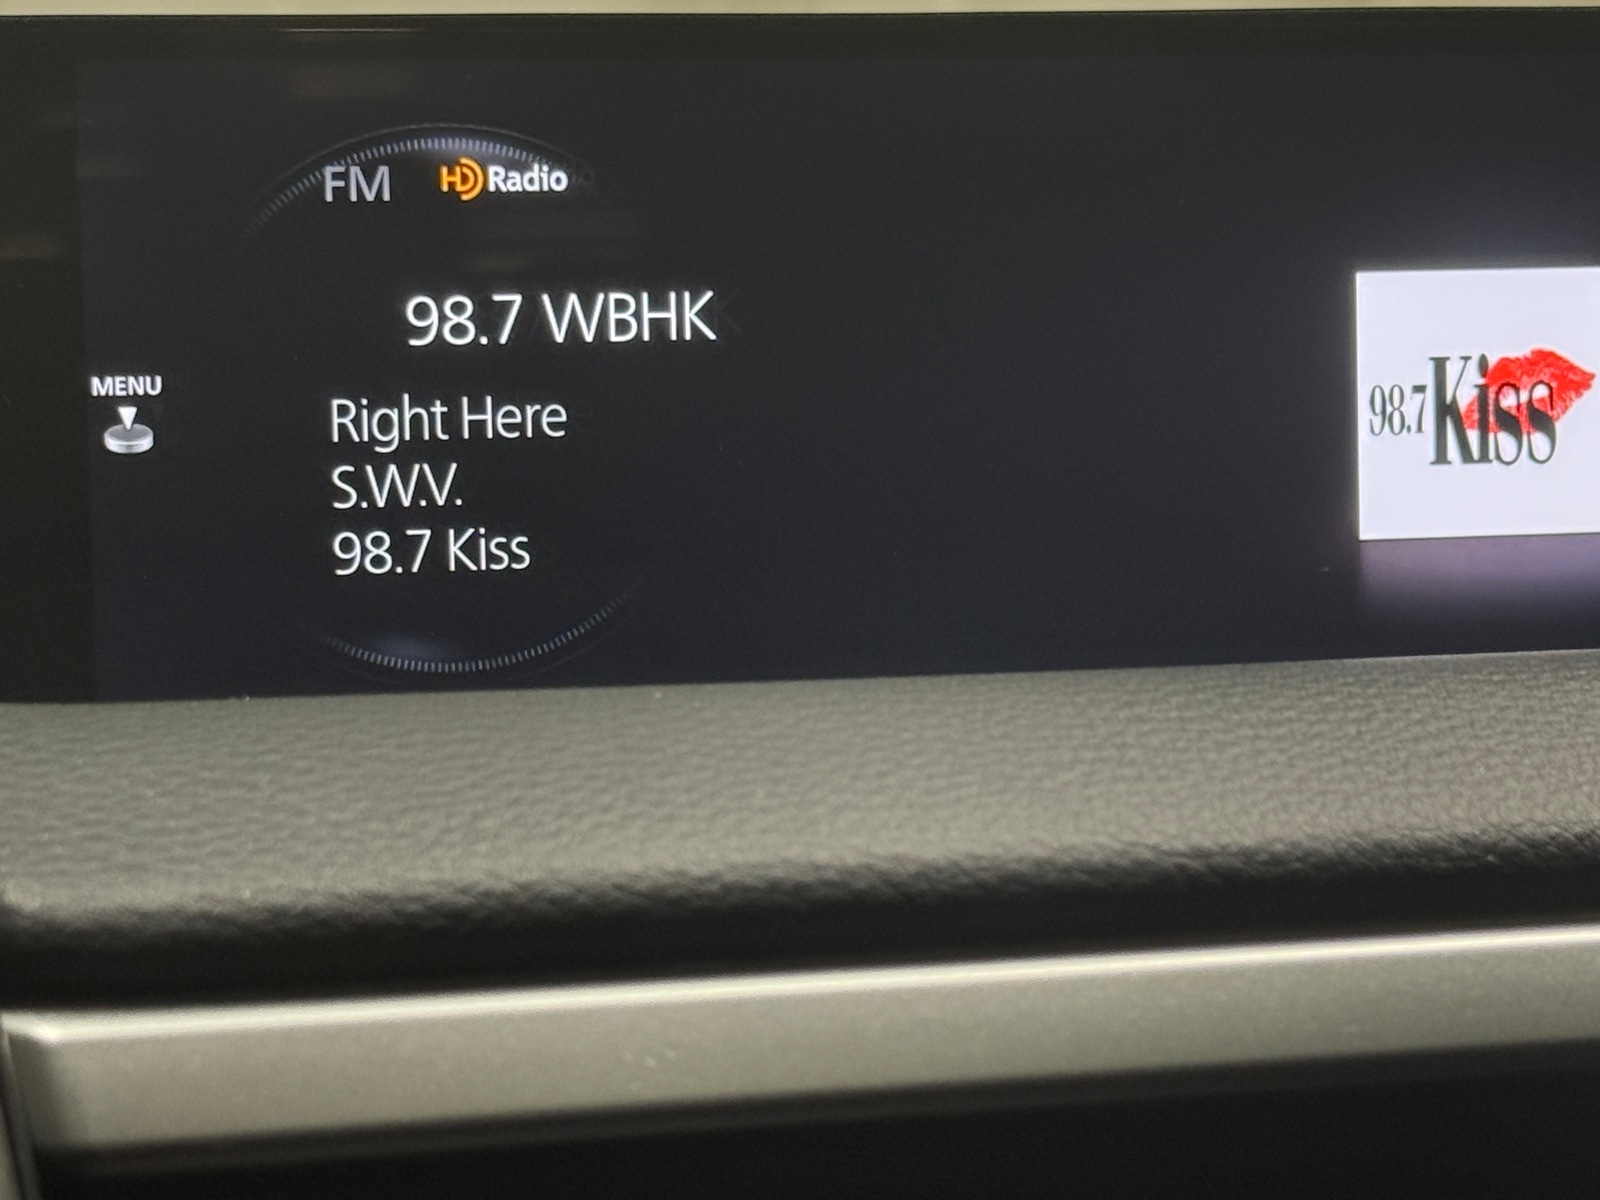 FM HD Radio
98.7 WBHK
MENU
Right Here
S.W.V.
98.7 Kiss
98.7 Kiss